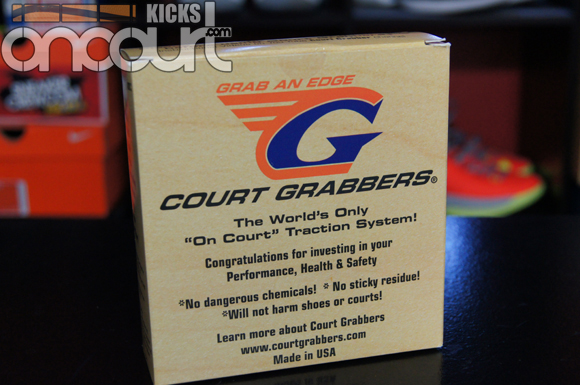 KICKS!
oncourt
.com
GRAB AN EDGE
G
COURT GRABBERS®
The World's Only
"On Court" Traction System!
Congratulations for investing in your
Performance, Health & Safety
*No dangerous chemicals! *No sticky residue!
*Will not harm shoes or courts!
Learn more about Court Grabbers
www.courtgrabbers.com
Made in USA